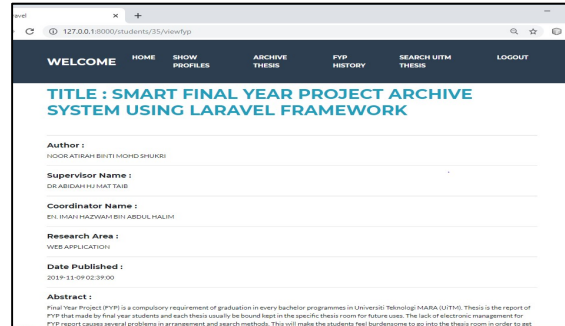 ravel
127.0.0.1:8000/students/35/viewfyp
WELCOME HOME SHOW PROFILES ARCHIVE THESIS FYP HISTORY SEARCH UITM THESIS LOGOUT
TITLE : SMART FINAL YEAR PROJECT ARCHIVE
SYSTEM USING LARAVEL FRAMEWORK
Author :
NOOR ATIRAH BINTI MOHD SHUKRI
Supervisor Name :
DR ABIDAH HJ MAT TAIB
Coordinator Name :
EN. IMAN HAZWAM BIN ABDUL HALIM
Research Area :
WEB APPLICATION
Date Published :
2019-11-09 02:39:00
Abstract :
Final Year Project (FYP) is a compulsory requirement of graduation in every bachelor programmes in Universiti Teknologi MARA (UiTM). Thesis is the report of
FYP that made by final year students and each thesis usually be bound kept in the specific thesis room for future uses. The lack of electronic management for
FYP report causes several problems in arrangement and search methods. This will make the students feel burdensome to go into the thesis room in order to get